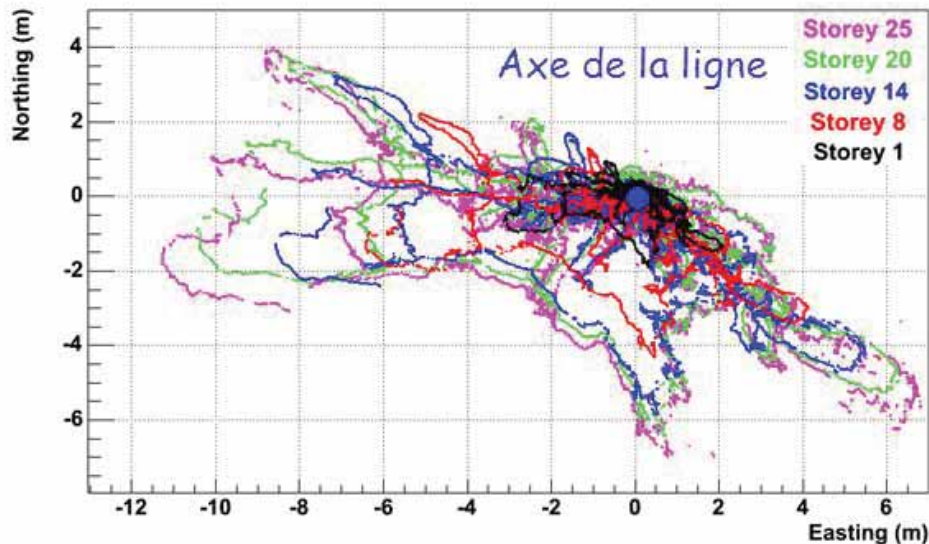 Northing (m)
4
2
0
-2
-4
-6
Axe de la ligne
Storey 25
Storey 20
Storey 14
Storey 8
Storey 1
-12 -10 -8 -6 -4 -2 0 2 4 6
Easting (m)